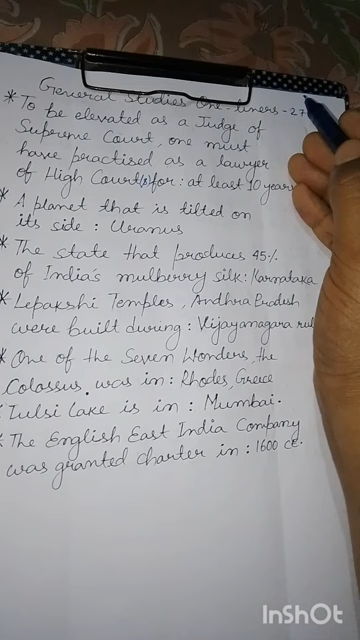 General Studies One-liners - 27
* To be elevated as a Judge of
Supreme Court, one must
have practised as a lawyer
of High Court(s) for: at least 10 years
* A planet that is tilted on
its side : Uranus
* The state that produces 45%
of India's mulberry silk: Karnataka
* Lepakshi Temples, Andhra Pradesh
were built during: Vijayanagara rul
* One of the Seven Wonders, the
Colossus was in : Rhodes, Greece
* Tulsi Lake is in : Mumbai.
* The English East India Company
was granted charter in : 1600 CE.
InShOt